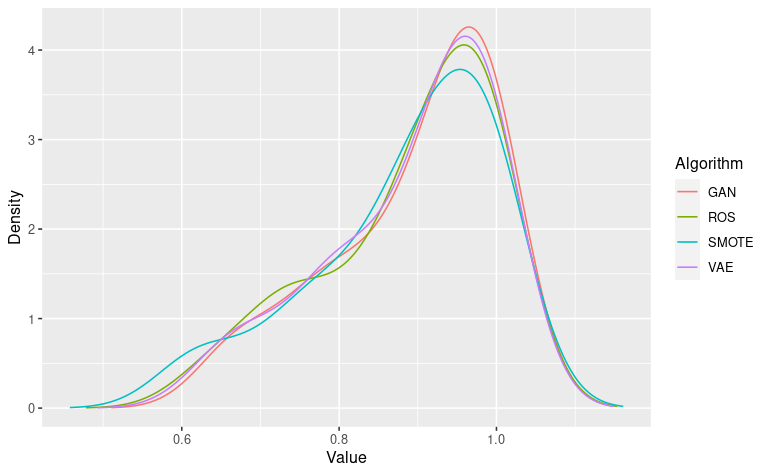 4
3
2
1
0
Density
0.6
0.8
1.0
Value
Algorithm
GAN
ROS
SMOTE
VAE